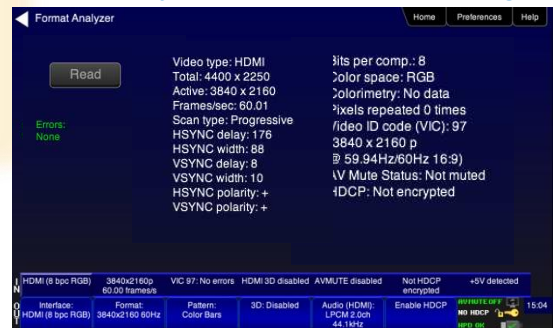 Format Analyzer
Home
Preferences
Help
Read
Errors:
None
Video type: HDMI
Total: 4400 x 2250
Active: 3840 x 2160
Frames/sec: 60.01
Scan type: Progressive
HSYNC delay: 176
HSYNC width: 88
VSYNC delay: 8
VSYNC width: 10
HSYNC polarity: +
VSYNC polarity: +
Bits per comp.: 8
Color space: RGB
Colorimetry: No data
Pixels repeated 0 times
Video ID code (VIC): 97
3840 x 2160 p
@ 59.94Hz/60Hz 16:9)
AV Mute Status: Not muted
HDCP: Not encrypted
IN
HDMI (8 bpc RGB)
3840x2160p
60.00 frames/s
VIC 97: No errors
HDMI 3D disabled
AVMUTE disabled
Not HDCP
encrypted
+5V detected
OUT
Interface:
HDMI (8 bpc RGB)
Format:
3840x2160 60Hz
Pattern:
Color Bars
3D: Disabled
Audio (HDMI):
LPCM 2.0ch
44.1kHz
Enable HDCP
AVMUTE OFF
NO HDCP
HPD OK
15:04